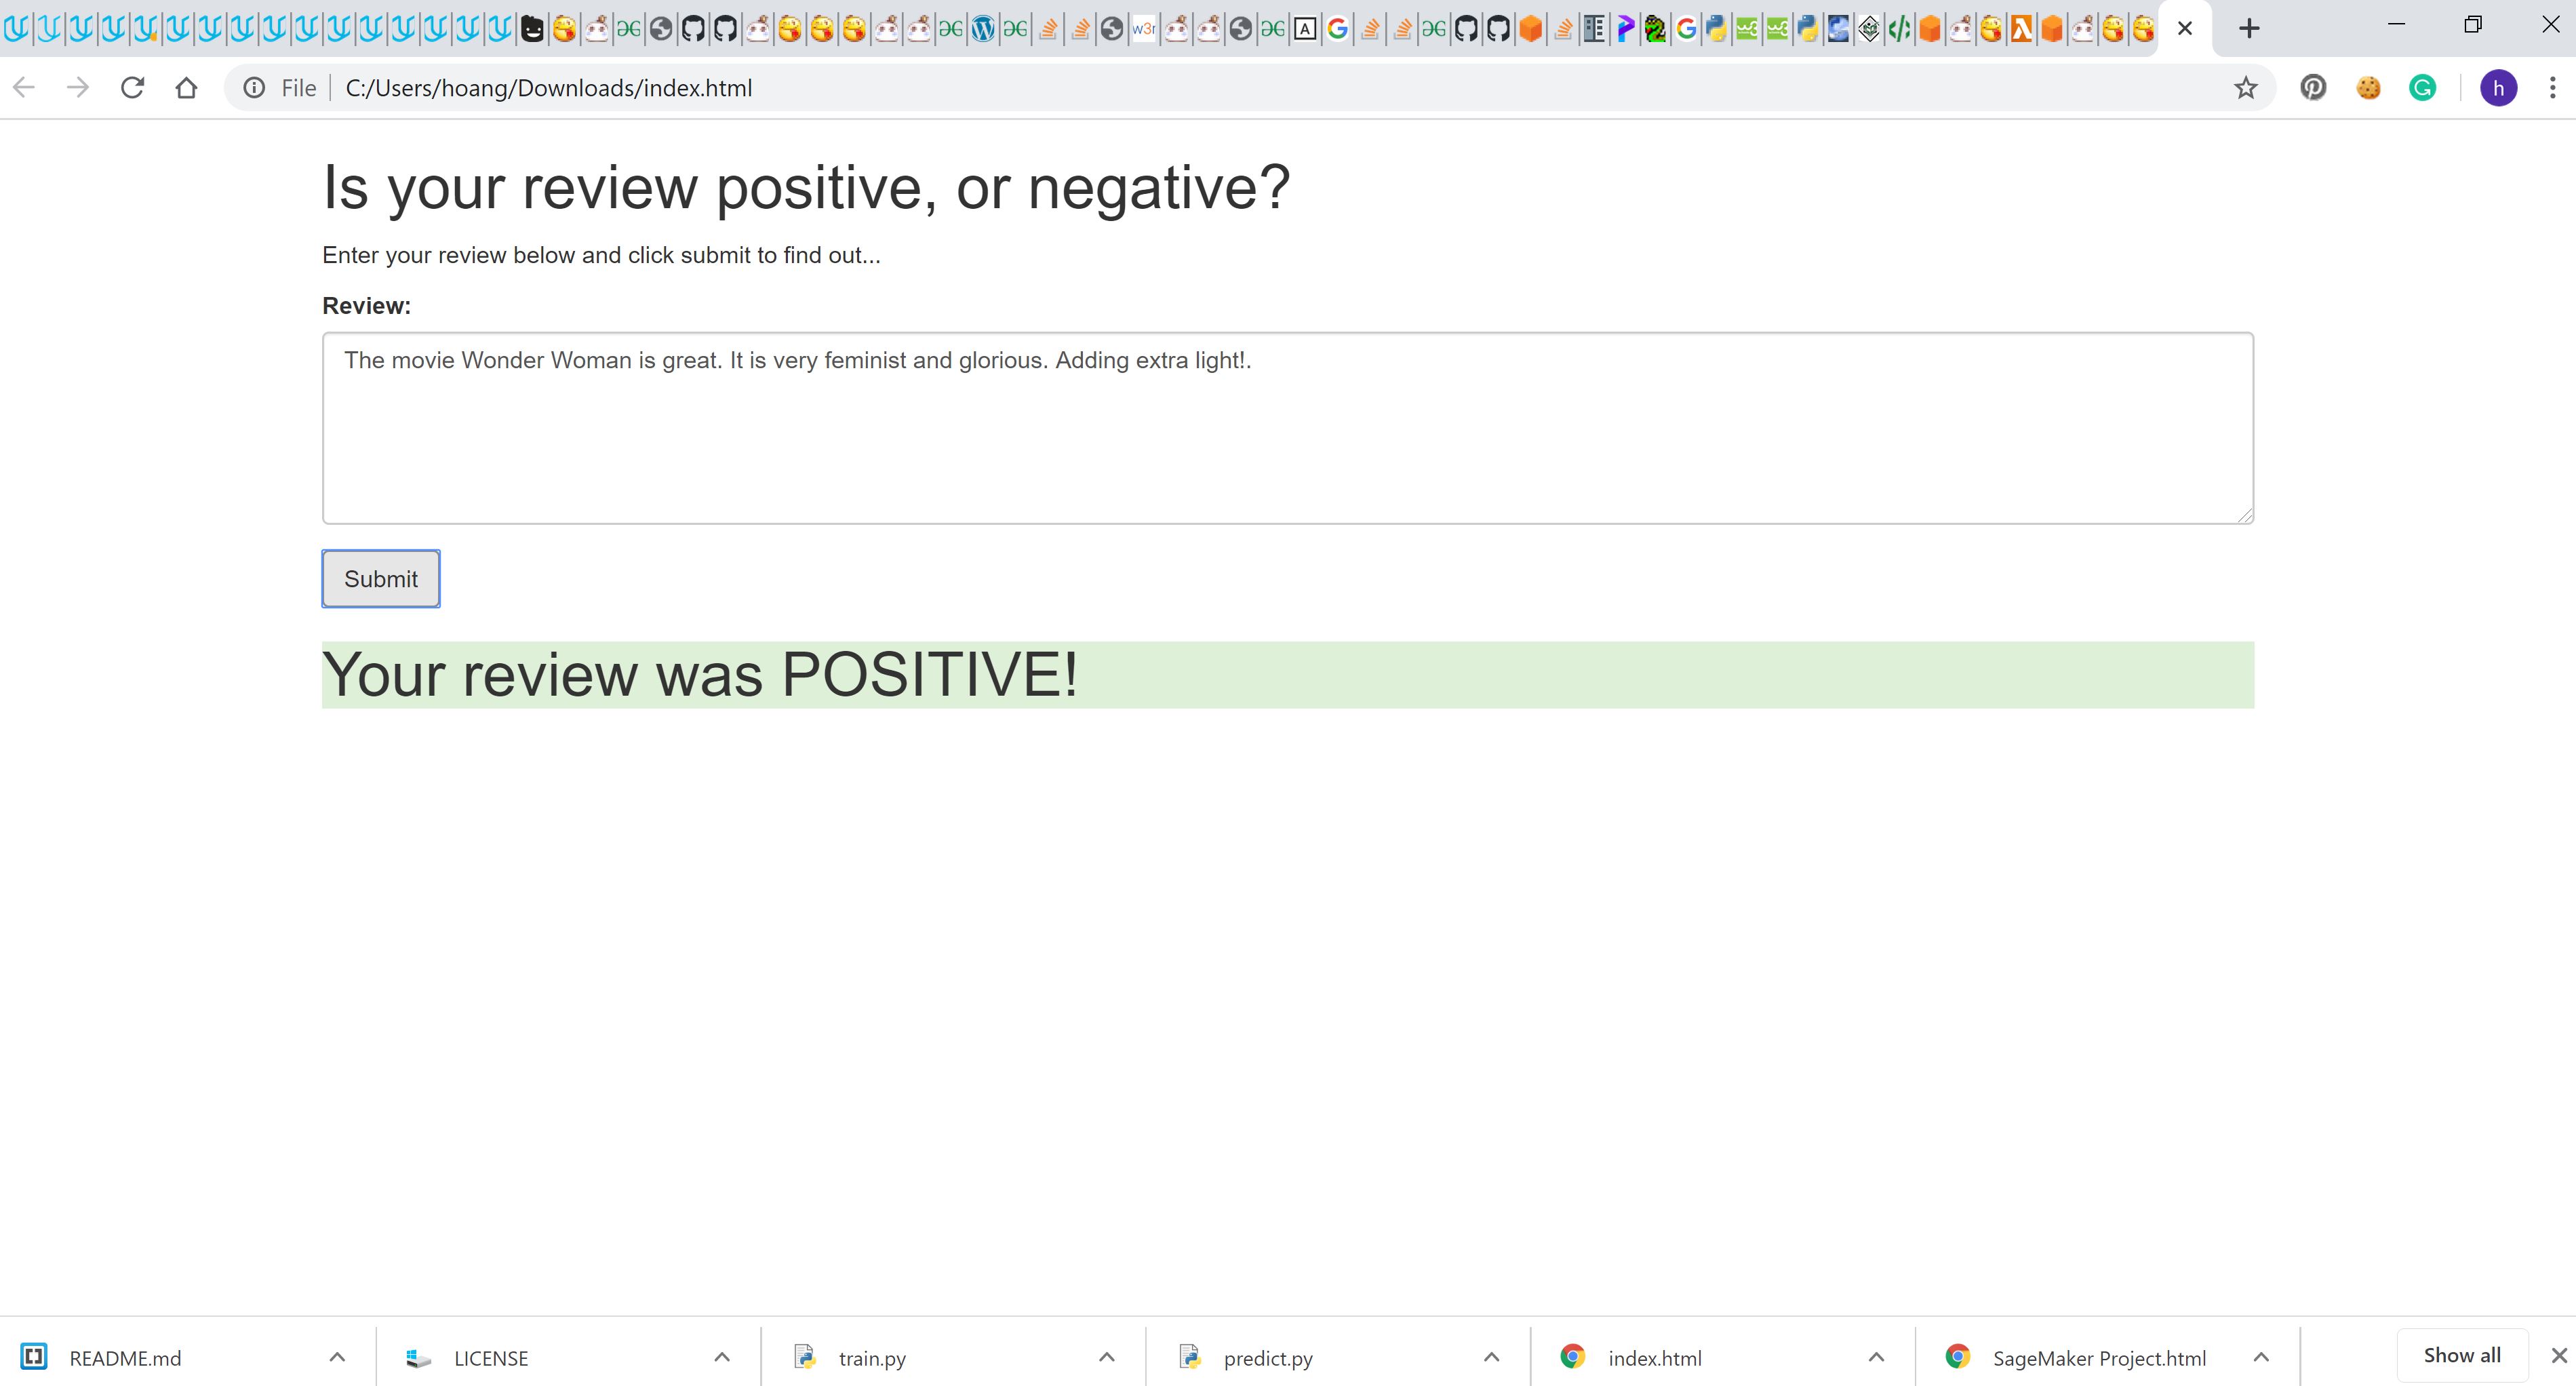 File C:/Users/hoang/Downloads/index.html
h
Is your review positive, or negative?
Enter your review below and click submit to find out...
Review:
The movie Wonder Woman is great. It is very feminist and glorious. Adding extra light!.
Submit
Your review was POSITIVE!
README.md LICENSE train.py predict.py index.html SageMaker Project.html Show all